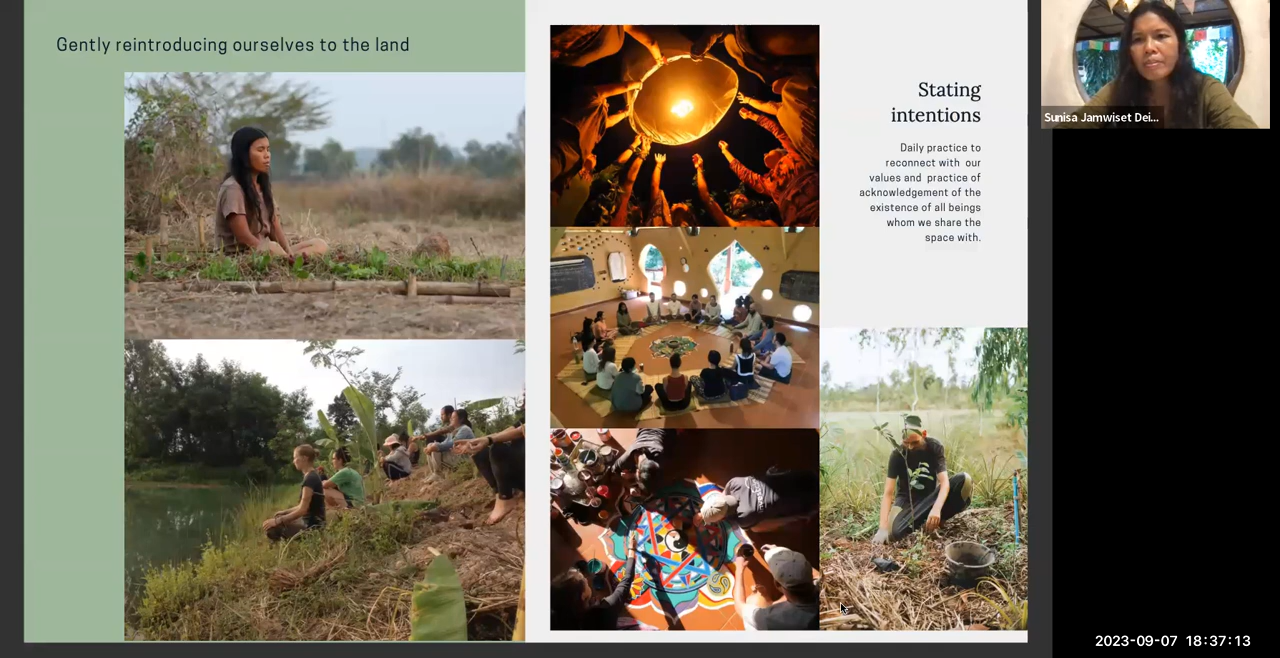 Gently reintroducing ourselves to the land
Stating
intentions
Daily practice to
reconnect with our
values and practice of
acknowledgement of the
existence of all beings
whom we share the
space with.
Sunisa Jamwiset Dei...
2023-09-07 18:37:13